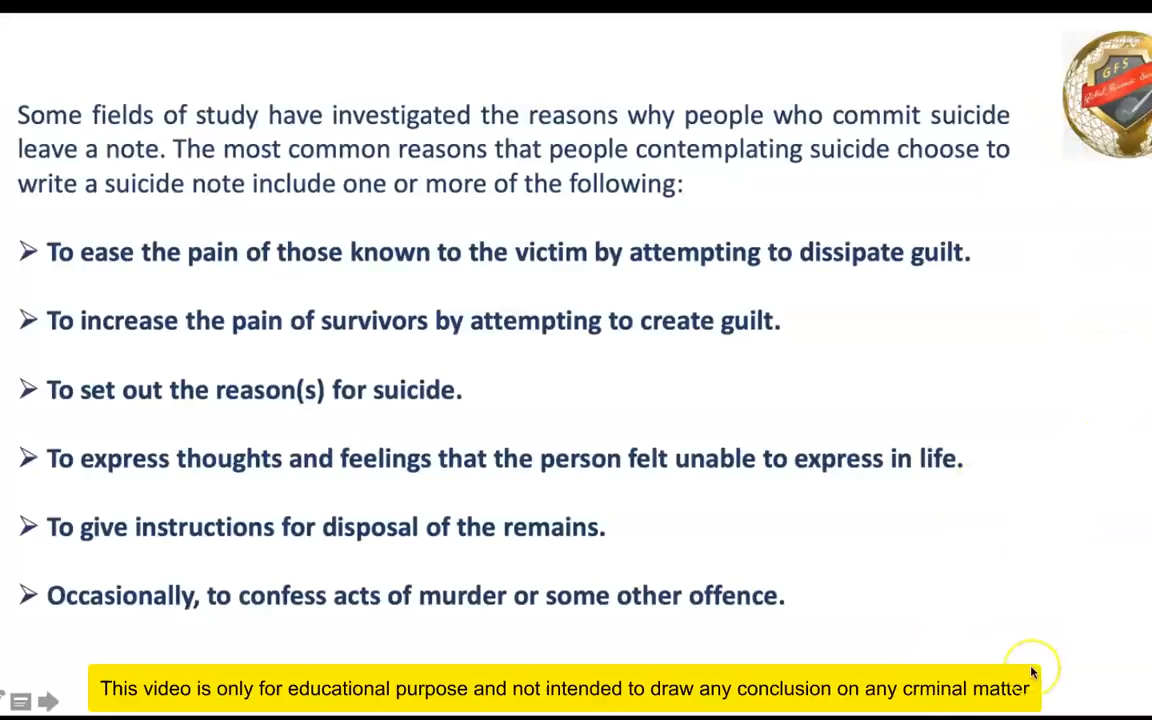 Some fields of study have investigated the reasons why people who commit suicide
leave a note. The most common reasons that people contemplating suicide choose to
write a suicide note include one or more of the following:
➢ To ease the pain of those known to the victim by attempting to dissipate guilt.
➢ To increase the pain of survivors by attempting to create guilt.
➢ To set out the reason(s) for suicide.
➢ To express thoughts and feelings that the person felt unable to express in life.
➢ To give instructions for disposal of the remains.
➢ Occasionally, to confess acts of murder or some other offence.
This video is only for educational purpose and not intended to draw any conclusion on any crminal matter
GFS